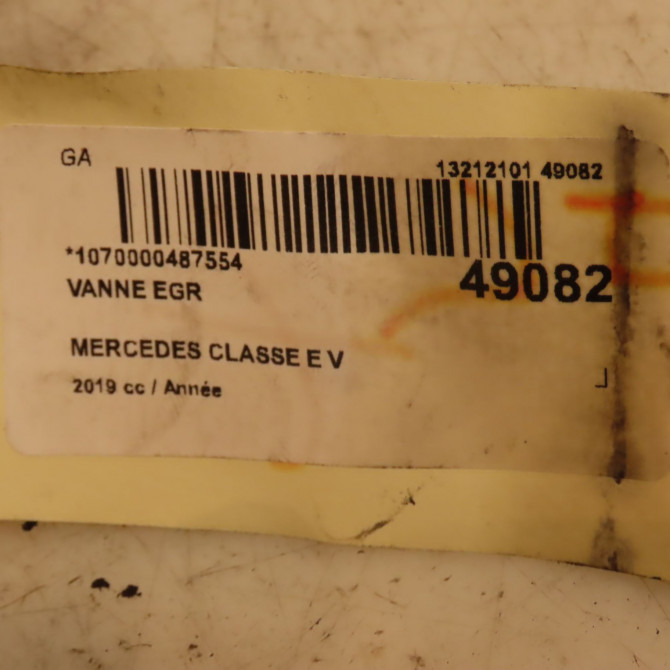 GA
13212101 49082
*1070000487554
49082
VANNE EGR
MERCEDES CLASSE E V
2019 cc / Année